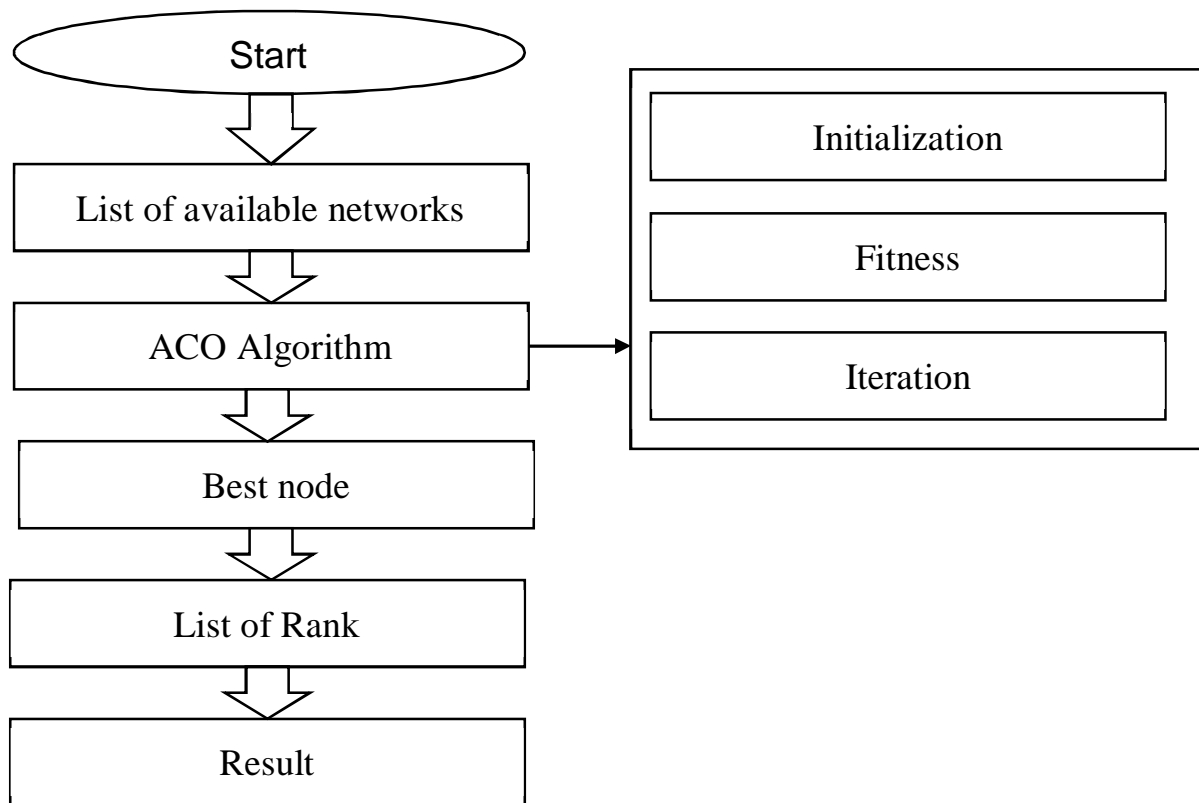 Start
List of available networks
ACO Algorithm
Best node
List of Rank
Result
Initialization
Fitness
Iteration